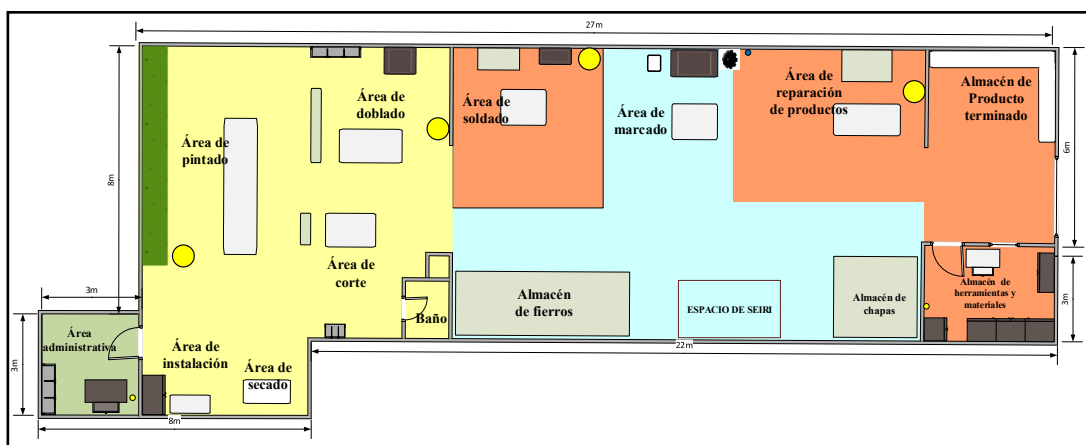 27m
Área de
doblado
Área de
soldado
Área de
marcado
Área de
reparación
de productos
Almacén de
Producto
terminado
Área de
pintado
8m
6m
Área de
corte
Baño
Almacén
de fierros
ESPACIO DE SEIRI
Almacén de
chapas
Almacén de
herramientas y
materiales
3m
3m
Área
administrativa
Área de
instalación
Área de
secado
22m
3m
8m